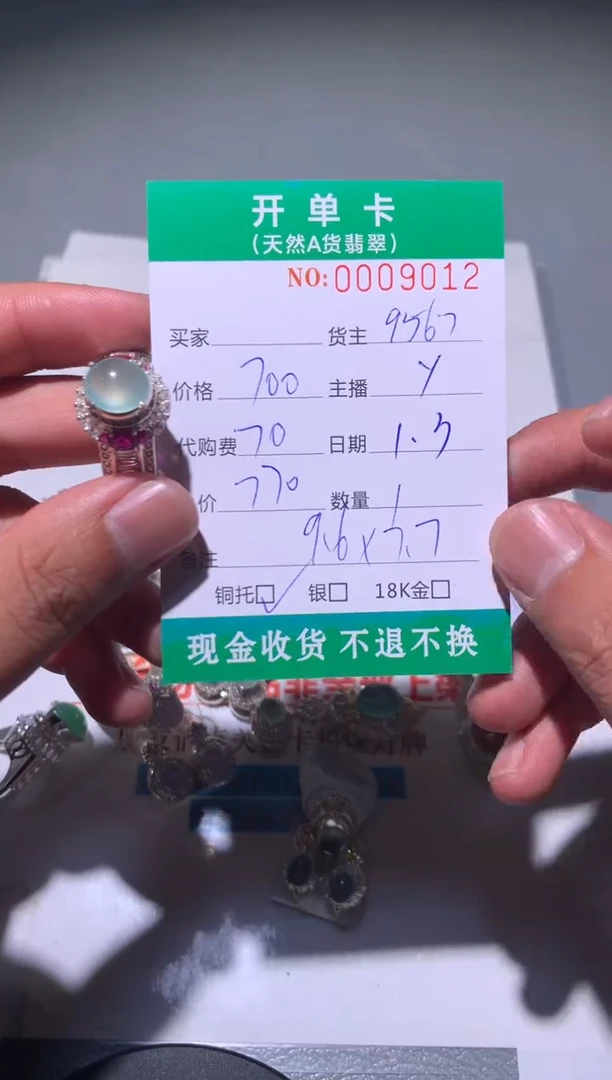 开单卡
(天然A货翡翠)
NO:0009012
买家 货主 9567
价格 700 主播 y
代购费 70 日期 1.3
价 770 数量 1
备注 9.6x7.7
铜托☑ 银□ 18K金□
现金收货 不退不换